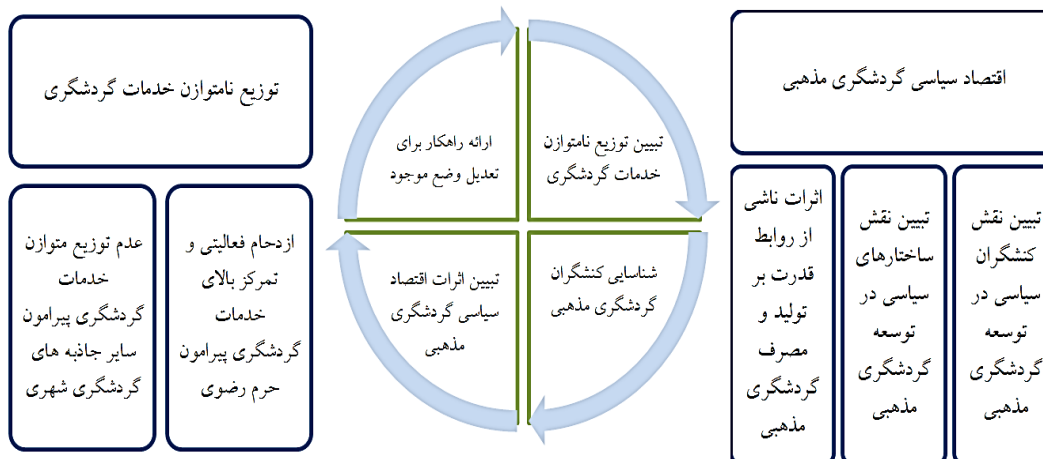 اقتصاد سیاسی گردشگری مذهبی
تبیین نقش
کنشگران
سیاسی در
توسعه
گردشگری
مذهبی
تبیین نقش
ساختارهای
سیاسی در
توسعه
گردشگری
مذهبی
اثرات ناشی
از روابط
قدرت بر
تولید و
مصرف
گردشگری
مذهبی
تبیین توزیع نامتوازن
خدمات گردشگری
شناسایی کنشگران
گردشگری مذهبی
تبیین اثرات اقتصاد
سیاسی گردشگری
مذهبی
ارائه راهکار برای
تعدیل وضع موجود
توزیع نامتوازن خدمات گردشگری
ازدحام فعالیتی و
تمرکز بالای
خدمات
گردشگری پیرامون
حرم رضوی
عدم توزیع متوازن
خدمات
گردشگری پیرامون
سایر جاذبه های
گردشگری شهری